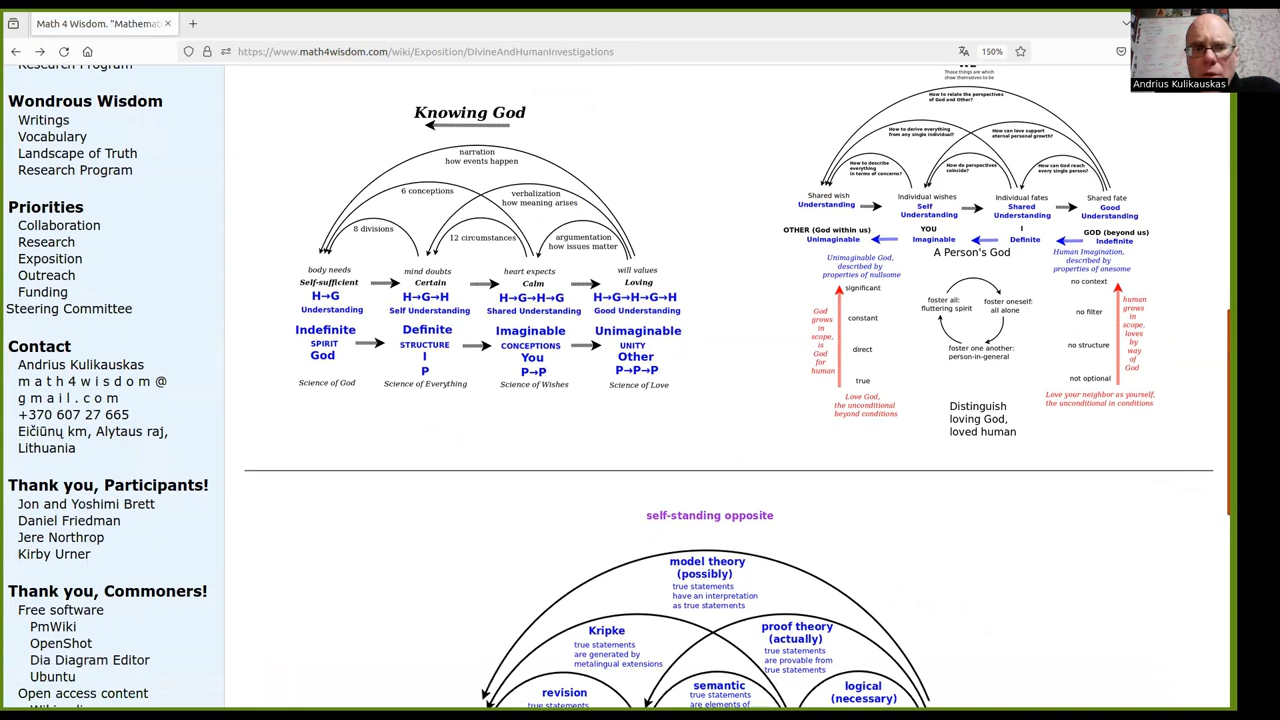 Math 4 Wisdom. "Mathemat
https://www.math4wisdom.com/wiki/Exposition/DivineAndHumanInvestigations
150%
Andrius Kulikauskas
Research Program
Wondrous Wisdom
Writings
Vocabulary
Landscape of Truth
Research Program
Priorities
Collaboration
Research
Exposition
Outreach
Funding
Steering Committee
Contact
Andrius Kulikauskas
m a t h 4 w i s d o m @
g m a i l . c o m
+370 607 27 665
Eičiūnų km, Alytaus raj,
Lithuania
Thank you, Participants!
Jon and Yoshimi Brett
Daniel Friedman
Jere Northrop
Kirby Urner
Thank you, Commoners!
Free software
PmWiki
OpenShot
Dia Diagram Editor
Ubuntu
Open access content
Knowing God
narration
how events happen
6 conceptions
verbalization
how meaning arises
8 divisions
12 circumstances
argumentation
how issues matter
body needs
mind doubts
heart expects
will values
Self-sufficient
Certain
Calm
Loving
H→G
H→G→H
H→G→H→G
H→G→H→G→H
Understanding
Self Understanding
Shared Understanding
Good Understanding
Indefinite
Definite
Imaginable
Unimaginable
SPIRIT
STRUCTURE
CONCEPTIONS
UNITY
God
I
You
Other
P
P→P
P→P→P
Science of God
Science of Everything
Science of Wishes
Science of Love
Those things are which
show themselves to be
How to relate the perspectives
of God and Other?
How to derive everything
from any single individual?
How can love support
eternal personal growth?
How to describe
everything
in terms of concerns?
How do perspectives
coincide?
How can God reach
every single person?
Shared wish
Understanding
Individual wishes
Self
Understanding
Individual fates
Shared
Understanding
Shared fate
Good
Understanding
OTHER (God within us)
Unimaginable
YOU
Imaginable
I
Definite
GOD (beyond us)
Indefinite
A Person's God
Unimaginable God,
described by
properties of nullsome
Human Imagination,
described by
properties of onesome
significant
constant
direct
true
God
grows
in
scope,
is
God
for
human
Love God,
the unconditional
beyond conditions
foster all:
fluttering spirit
foster oneself:
all alone
foster one another:
person-in-general
no context
no filter
no structure
not optional
human
grows
in
scope,
loves
by
way
of
God
Love your neighbor as yourself,
the unconditional in conditions
Distinguish
loving God,
loved human
self-standing opposite
model theory
(possibly)
true statements
have an interpretation
as true statements
Kripke
true statements
are generated by
metalingual extensions
proof theory
(actually)
true statements
are provable from
true statements
revision
true statements
semantic
true statements
are elements of
logical
(necessary)